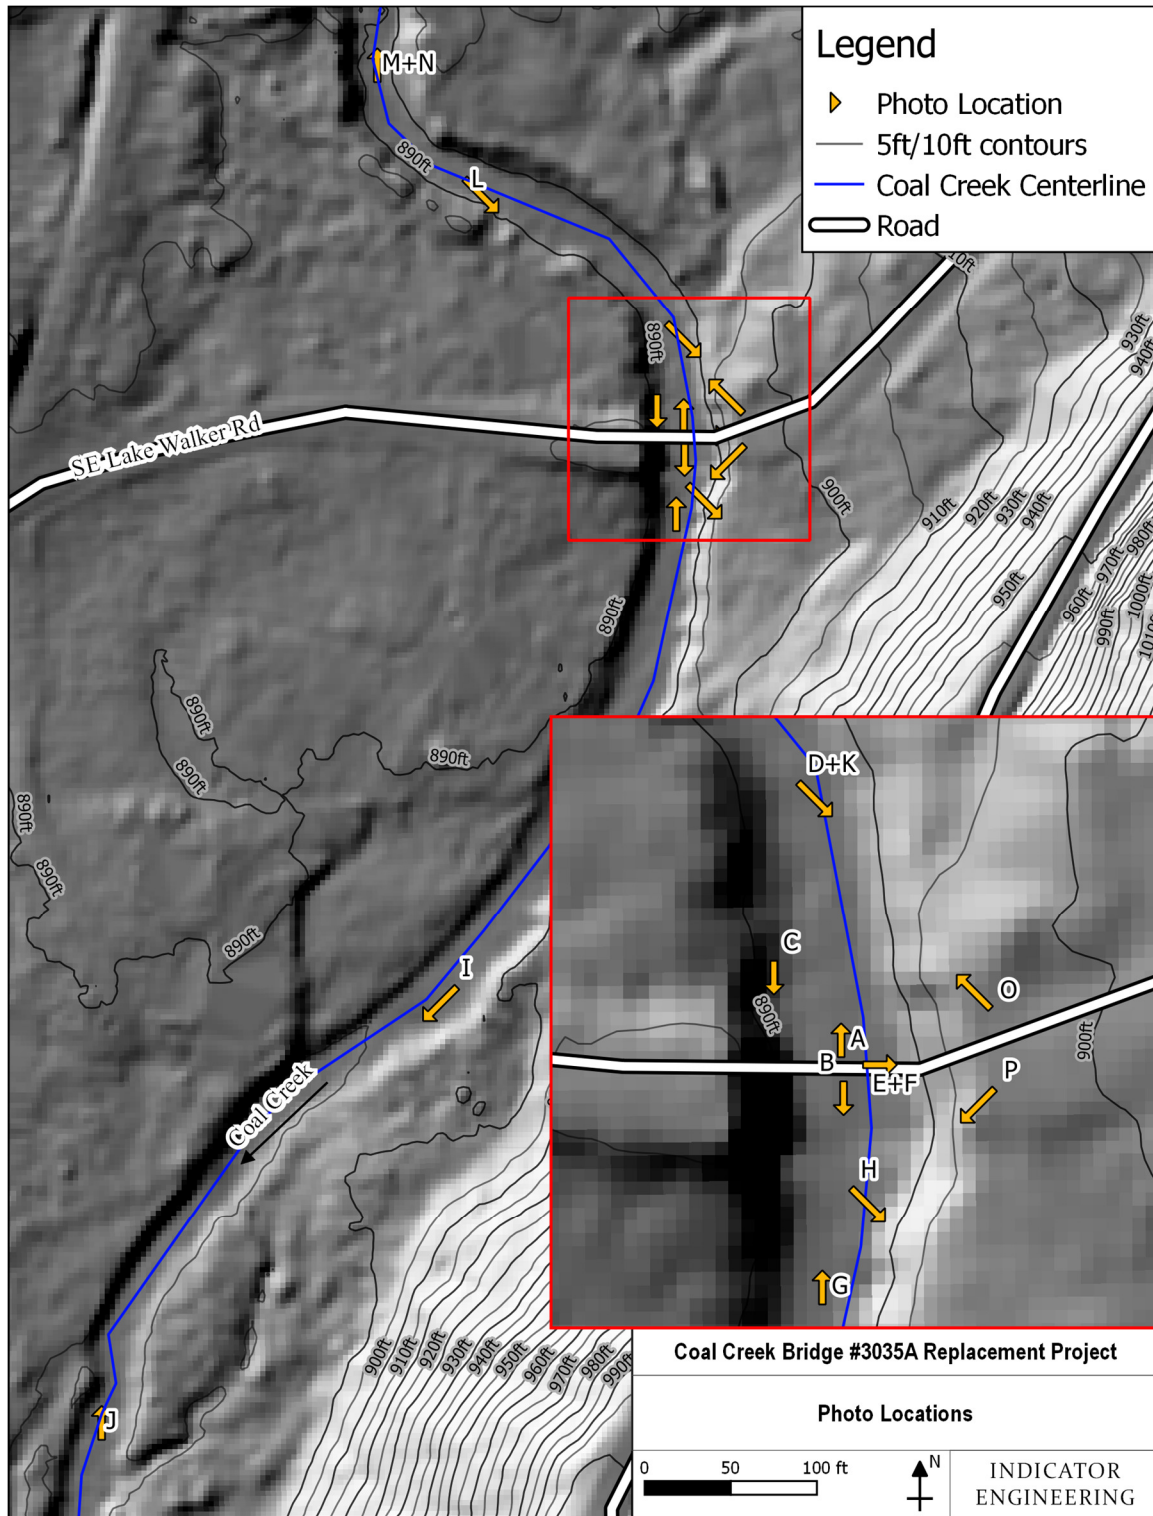 Legend
Photo Location
5ft/10ft contours
Coal Creek Centerline
Road
M+N
890ft
L
10ft
930ft
940ft
890ft
SE Lake Walker Rd
900ft
910ft
920ft
930ft
940ft
950ft
960ft
970ft
980ft
990ft
1000ft
890ft
890ft
890ft
890ft
890ft
890ft
890ft
I
Coal Creek
J
900ft
910ft
920ft
930ft
940ft
950ft
960ft
970ft
980ft
990ft
D+K
C
890ft
O
A
B
E+F
P
900ft
H
G
Coal Creek Bridge #3035A Replacement Project
Photo Locations
0 50 100 ft
N
INDICATOR
ENGINEERING